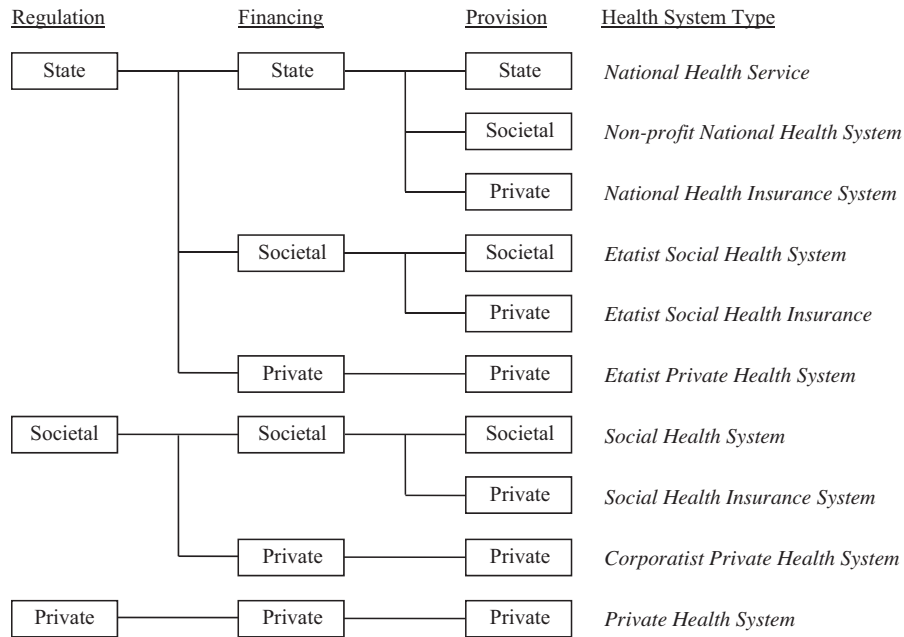 Regulation Financing Provision Health System Type
State State State National Health Service
Societal Non-profit National Health System
Private National Health Insurance System
Societal Societal Etatist Social Health System
Private Etatist Social Health Insurance
Private Private Etatist Private Health System
Societal Societal Societal Social Health System
Private Social Health Insurance System
Private Private Corporatist Private Health System
Private Private Private Private Health System